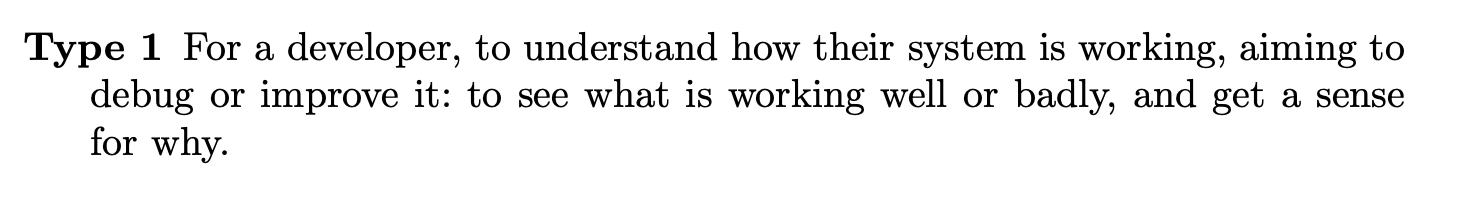 Type 1 For a developer, to understand how their system is working, aiming to
debug or improve it: to see what is working well or badly, and get a sense
for why.